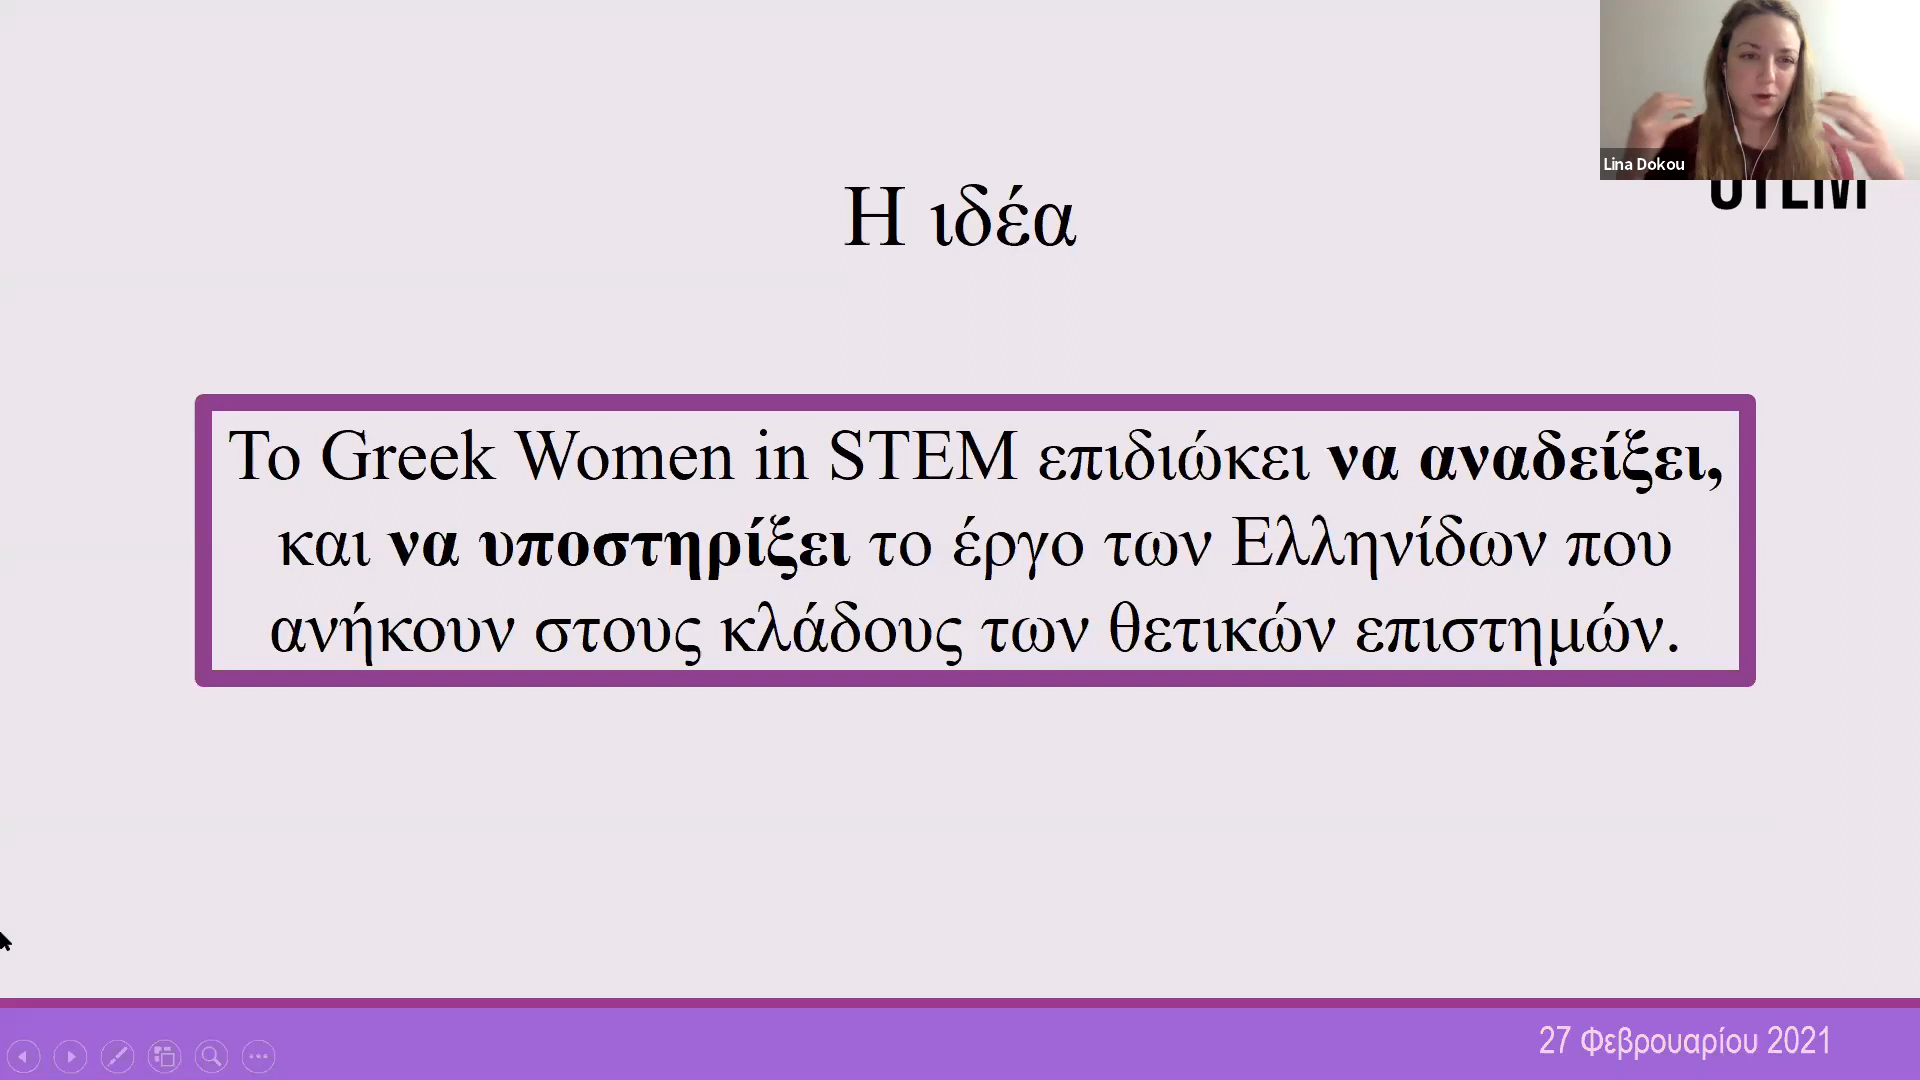 Lina Dokou
STEM
Η ιδέα
Το Greek Women in STEM επιδιώκει να αναδείξει,
και να υποστηρίξει το έργο των Ελληνίδων που
ανήκουν στους κλάδους των θετικών επιστημών.
27 Φεβρουαρίου 2021